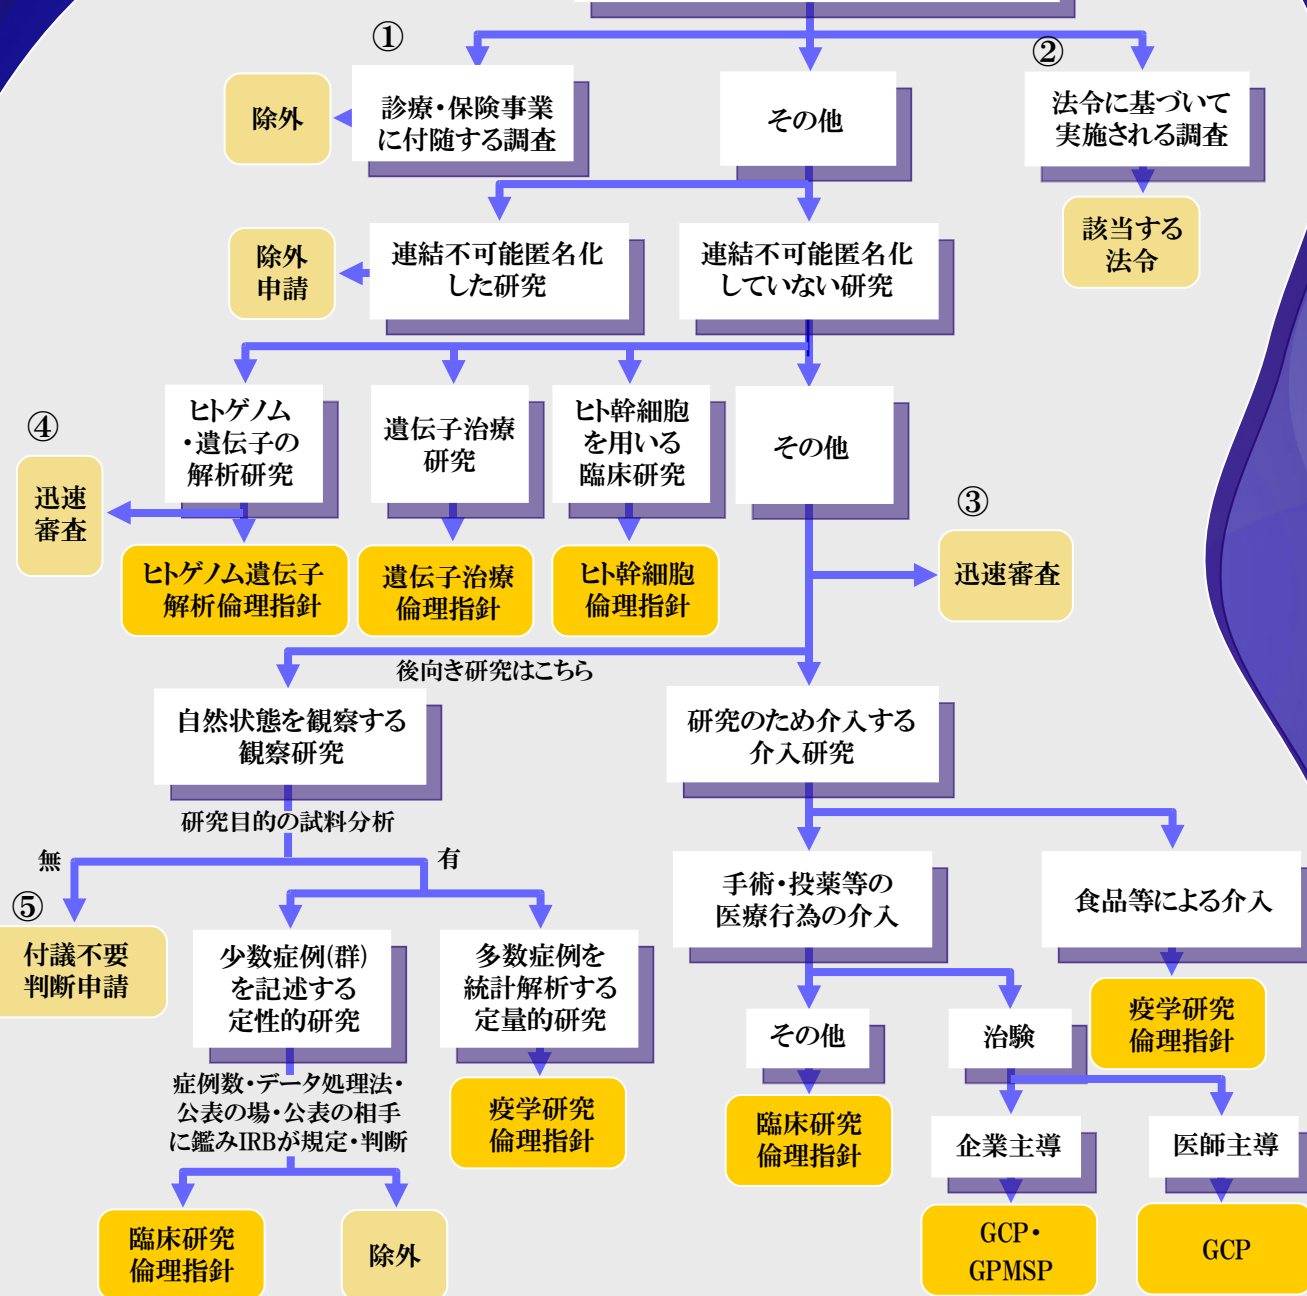 ①
②
除外
診療・保険事業
に付随する調査
その他
法令に基づいて
実施される調査
該当する
法令
除外
申請
連結不可能匿名化
した研究
連結不可能匿名化
していない研究
④
迅速
審査
ヒトゲノム
・遺伝子の
解析研究
遺伝子治療
研究
ヒト幹細胞
を用いる
臨床研究
その他
③
迅速審査
ヒトゲノム遺伝子
解析倫理指針
遺伝子治療
倫理指針
ヒト幹細胞
倫理指針
後向き研究はこちら
自然状態を観察する
観察研究
研究のため介入する
介入研究
研究目的の試料分析
無
有
⑤
付議不要
判断申請
少数症例(群)
を記述する
定性的研究
多数症例を
統計解析する
定量的研究
手術・投薬等の
医療行為の介入
食品等による介入
疫学研究
倫理指針
その他
治験
症例数・データ処理法・
公表の場・公表の相手
に鑑みIRBが規定・判断
疫学研究
倫理指針
臨床研究
倫理指針
企業主導
医師主導
臨床研究
倫理指針
除外
GCP・
GPMSP
GCP